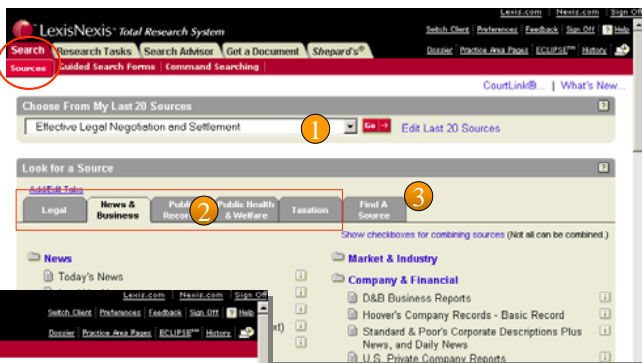 Lexis.com | Nexis.com | Sign Off
LexisNexis™ Total Research System
Switch Client | Preferences | Feedback | Sign Off | ? Help
Search Research Tasks Search Advisor Get a Document Shepard's®
Dossier | Practice Area Pages | ECLIPSE™ | History
Sources Guided Search Forms | Command Searching |
CourtLink®... | What's New...
Choose From My Last 20 Sources ?
Effective Legal Negotiation and Settlement 1 Go → Edit Last 20 Sources
Look for a Source ?
Add/Edit Tabs
Legal News & Business Public Health & Welfare Taxation Find A Source
2 3
Show checkboxes for combining sources (Not all can be combined.)
News
Today's News
Market & Industry
Company & Financial
D&B Business Reports
Hoover's Company Records - Basic Record
Standard & Poor's Corporate Descriptions Plus
News, and Daily News
U.S. Private Company Reports
Lexis.com | Nexis.com | Sign Off
Switch Client | Preferences | Feedback | Sign Off | ? Help
Dossier | Practice Area Pages | ECLIPSE™ | History